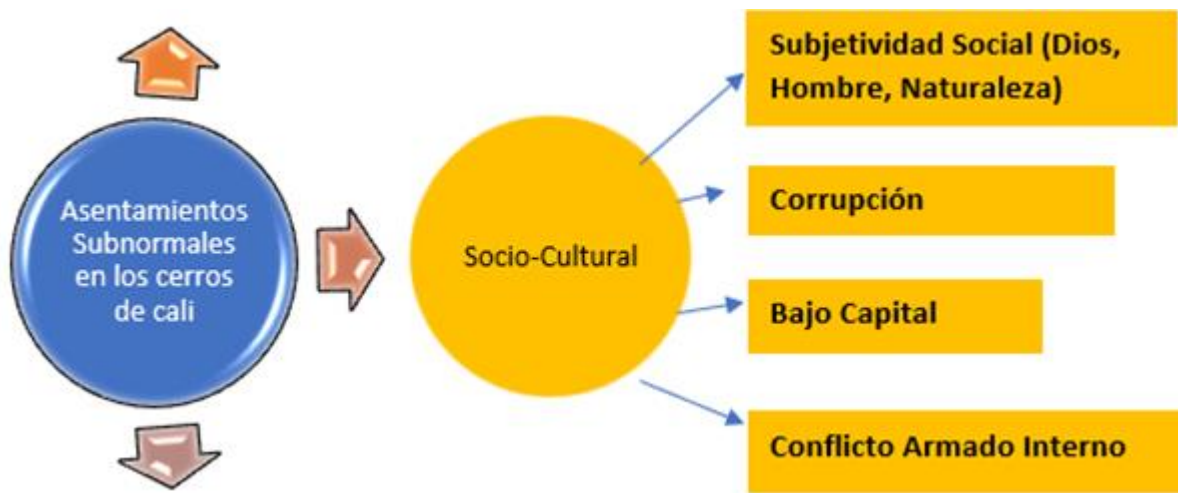 Asentamientos
Subnormales
en los cerros
de cali
Socio-Cultural
Subjetividad Social (Dios,
Hombre, Naturaleza)
Corrupción
Bajo Capital
Conflicto Armado Interno